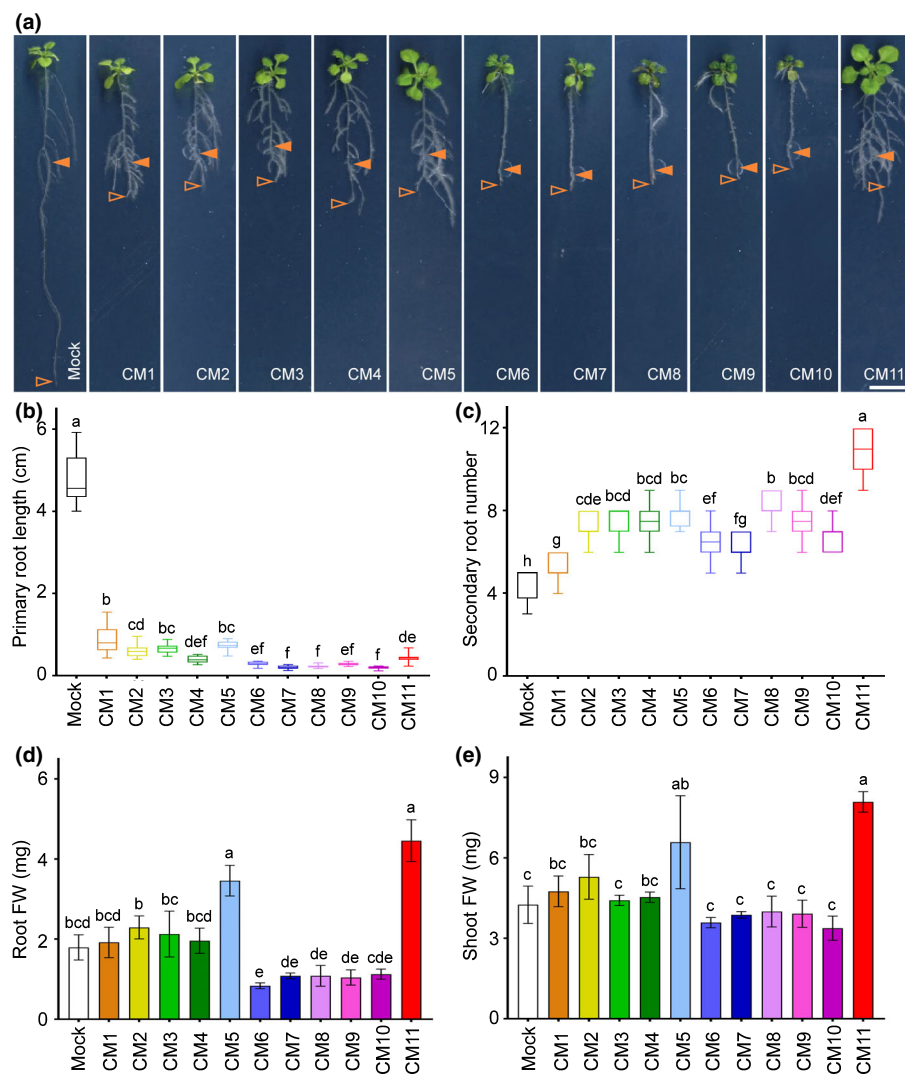 (a)
Mock
CM1
CM2
CM3
CM4
CM5
CM6
CM7
CM8
CM9
CM10
CM11
(b)
Primary root length (cm)
6
4
2
0
a
b
cd
bc
def
bc
ef
f
f
ef
f
de
Mock
CM1
CM2
CM3
CM4
CM5
CM6
CM7
CM8
CM9
CM10
CM11
(c)
Secondary root number
12
8
4
0
h
g
cde
bcd
bcd
bc
ef
fg
b
bcd
def
a
Mock
CM1
CM2
CM3
CM4
CM5
CM6
CM7
CM8
CM9
CM10
CM11
(d)
Root FW (mg)
6
4
2
0
bcd
bcd
b
bc
bcd
a
e
de
de
de
cde
a
Mock
CM1
CM2
CM3
CM4
CM5
CM6
CM7
CM8
CM9
CM10
CM11
(e)
Shoot FW (mg)
9
6
3
0
c
bc
bc
c
c
ab
c
c
c
c
c
a
Mock
CM1
CM2
CM3
CM4
CM5
CM6
CM7
CM8
CM9
CM10
CM11